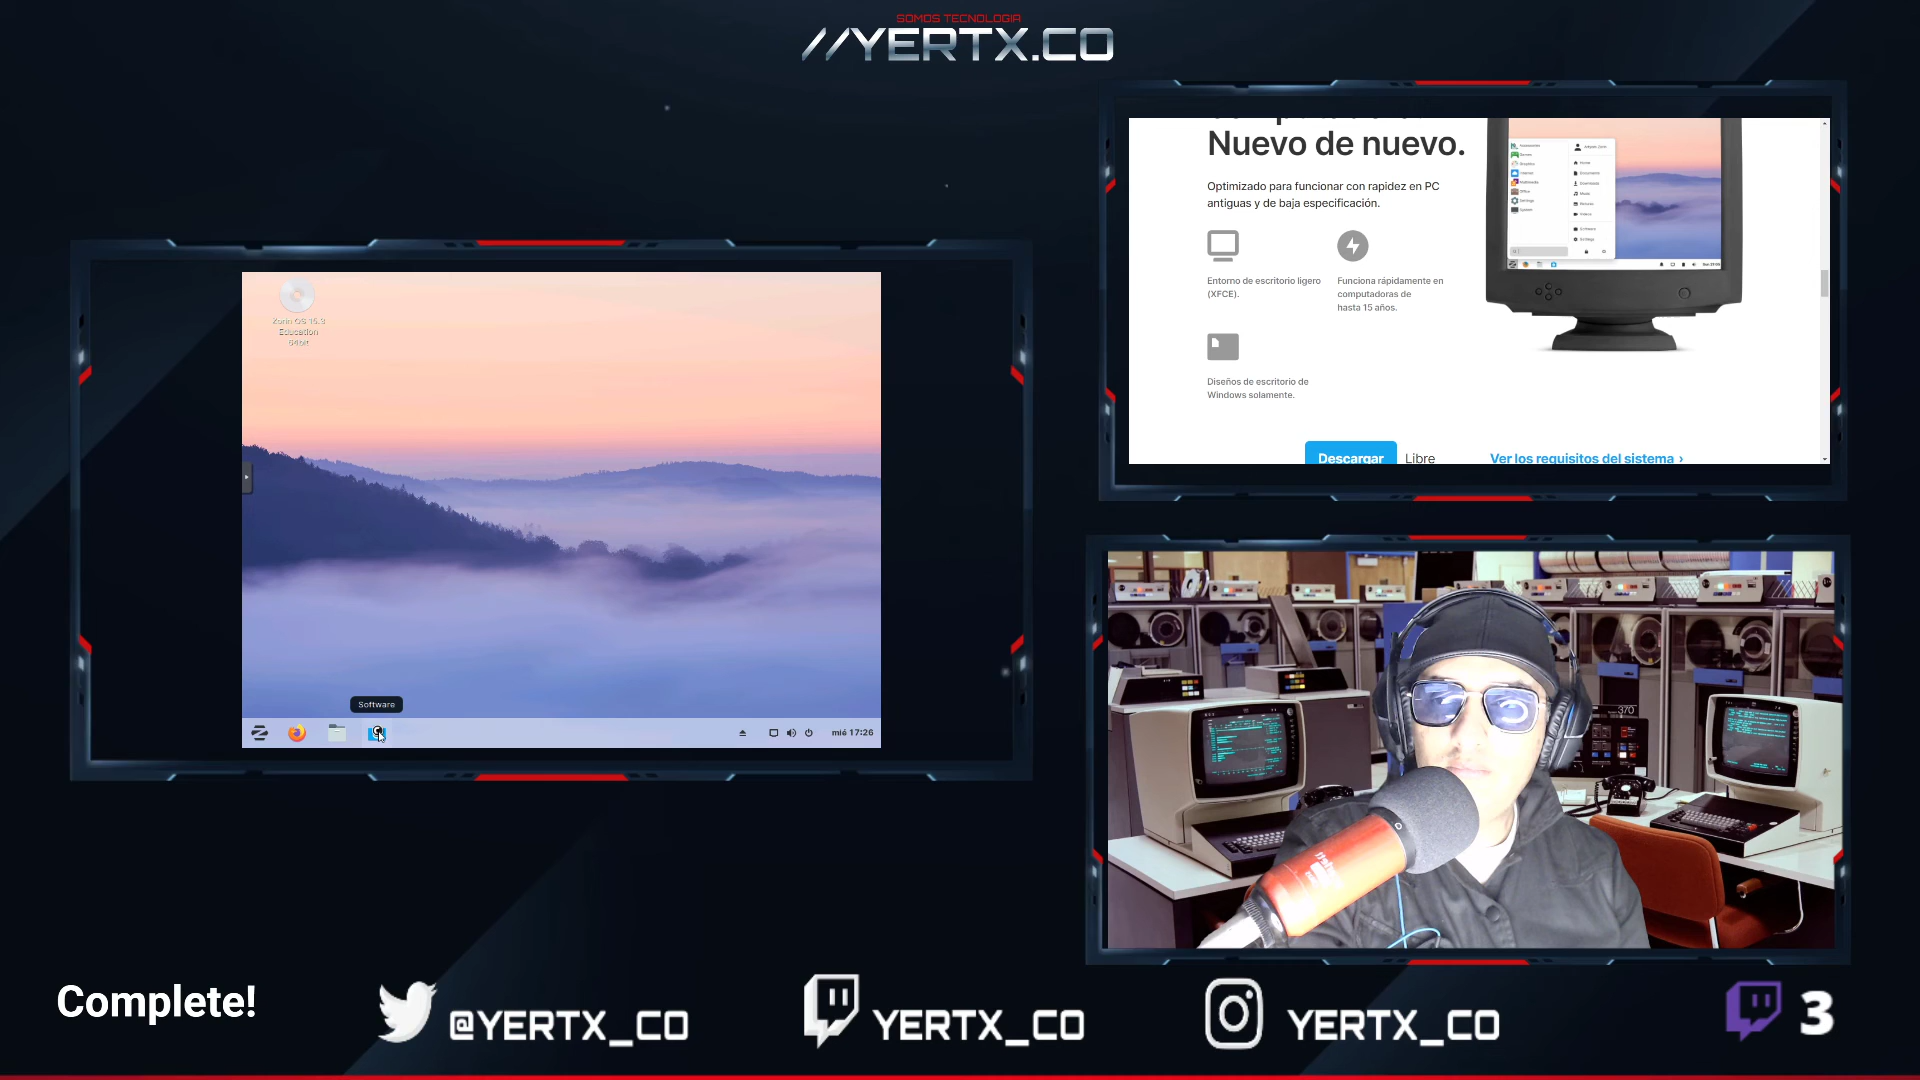 SOMOS TECNOLOGIA
//YERTX.CO
Zorin OS 16.3
Education
64bit
Software
mié 17:26
Nuevo de nuevo.
Optimizado para funcionar con rapidez en PC
antiguas y de baja especificación.
Entorno de escritorio ligero
(XFCE).
Funciona rápidamente en
computadoras de
hasta 15 años.
Diseños de escritorio de
Windows solamente.
Descargar
Libre
Ver los requisitos del sistema ›
370
Complete!
@YERTX_CO
YERTX_CO
YERTX_CO
3